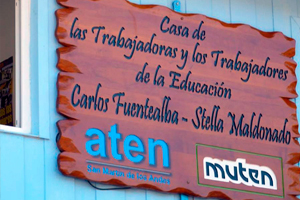 Casa de
las Trabajadoras y los Trabajadores
de la Educación
Carlos Fuentealba - Stella Maldonado
aten
San Martín de los Andes
muten